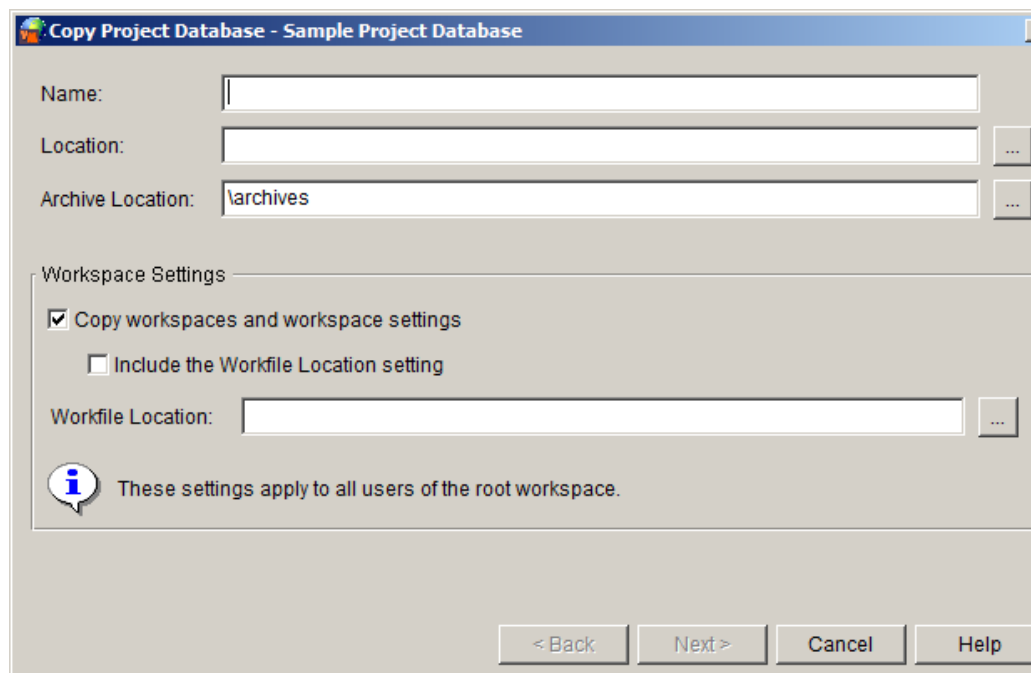 Copy Project Database - Sample Project Database
Name:
Location:
...
Archive Location: \archives
...
Workspace Settings
Copy workspaces and workspace settings
Include the Workfile Location setting
Workfile Location:
...
These settings apply to all users of the root workspace.
< Back Next > Cancel Help